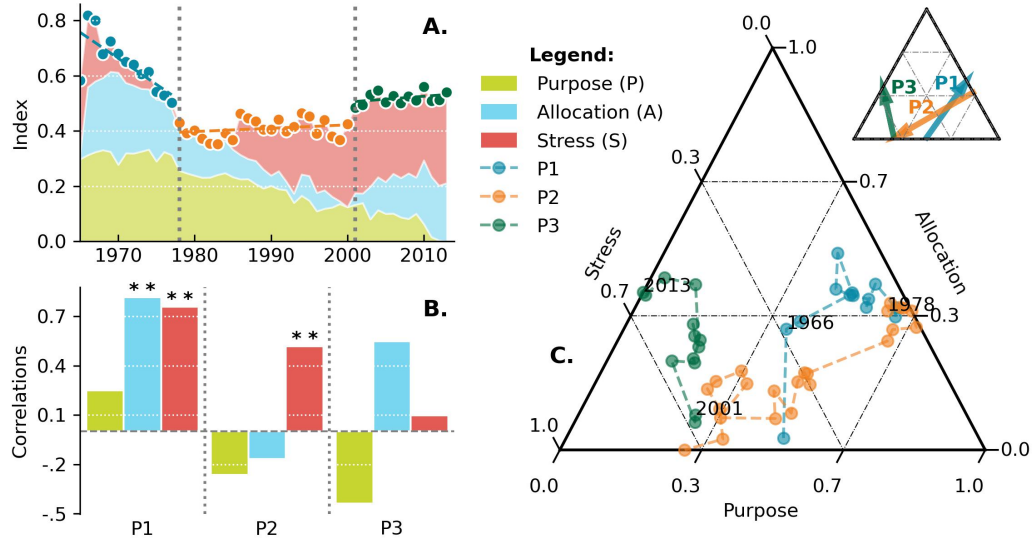 A.
Index
0.8
0.6
0.4
0.2
0.0
1970
1980
1990
2000
2010
B.
Correlations
0.7
0.4
0.1
-.2
-.5
* *
* *
* *
P1
P2
P3
Legend:
Purpose (P)
Allocation (A)
Stress (S)
P1
P2
P3
C.
0.0
1.0
0.3
0.7
0.7
0.3
1.0
0.0
Stress
Allocation
2013
1978
1966
2001
0.0
0.3
0.7
1.0
Purpose
P3
P1
P2